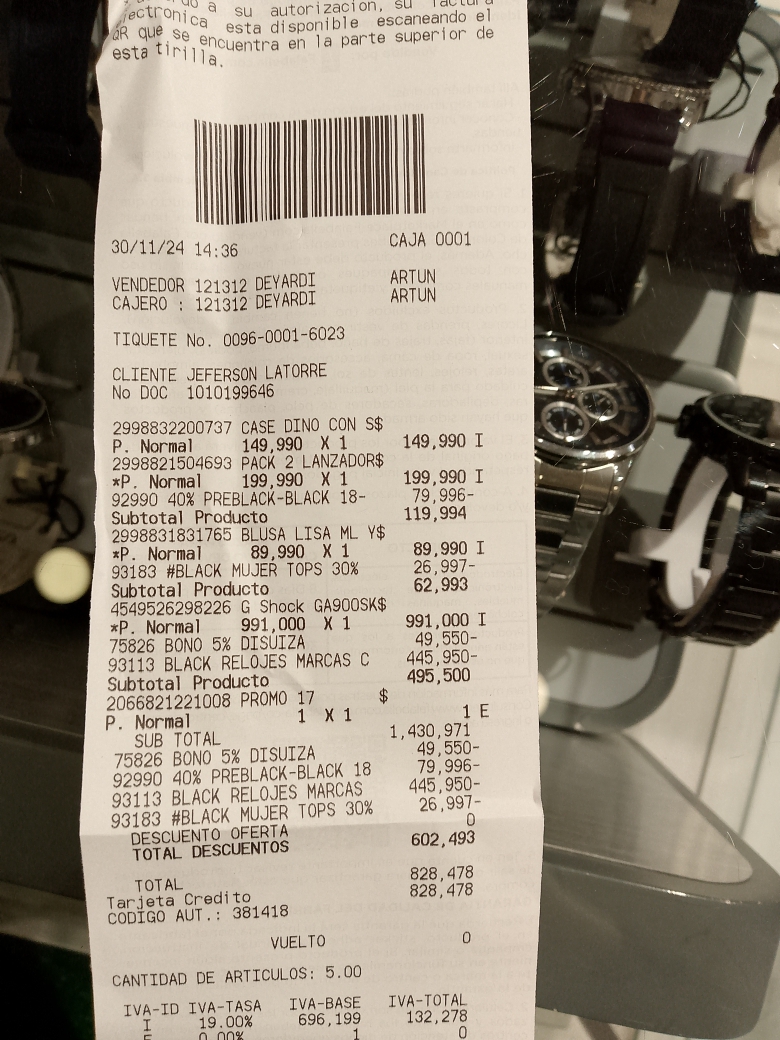 a su autorización, su factura
electronica esta disponible escaneando el
QR que se encuentra en la parte superior de
esta tirilla.
30/11/24 14:36 CAJA 0001
VENDEDOR 121312 DEYARDI ARTUN
CAJERO : 121312 DEYARDI ARTUN
TIQUETE No. 0096-0001-6023
CLIENTE JEFERSON LATORRE
No DOC 1010199646
2998832200737 CASE DINO CON S$
P. Normal 149,990 X 1 149,990 I
2998821504693 PACK 2 LANZADOR$
*P. Normal 199,990 X 1 199,990 I
92990 40% PREBLACK-BLACK 18- 79,996-
Subtotal Producto 119,994
2998831831765 BLUSA LISA ML Y$
*P. Normal 89,990 X 1 89,990 I
93183 #BLACK MUJER TOPS 30% 26,997-
Subtotal Producto 62,993
4549526298226 G Shock GA900SK$
*P. Normal 991,000 X 1 991,000 I
75826 BONO 5% DISUIZA 49,550-
93113 BLACK RELOJES MARCAS C 445,950-
Subtotal Producto 495,500
2066821221008 PROMO 17 $
P. Normal 1 X 1 1 E
SUB TOTAL 1,430,971
75826 BONO 5% DISUIZA 49,550-
92990 40% PREBLACK-BLACK 18 79,996-
93113 BLACK RELOJES MARCAS 445,950-
93183 #BLACK MUJER TOPS 30% 26,997-
DESCUENTO OFERTA 0
TOTAL DESCUENTOS 602,493
TOTAL 828,478
Tarjeta Credito 828,478
CODIGO AUT.: 381418
VUELTO 0
CANTIDAD DE ARTICULOS: 5.00
IVA-ID IVA-TASA IVA-BASE IVA-TOTAL
I 19.00% 696,199 132,278
E 0.00% 1 0